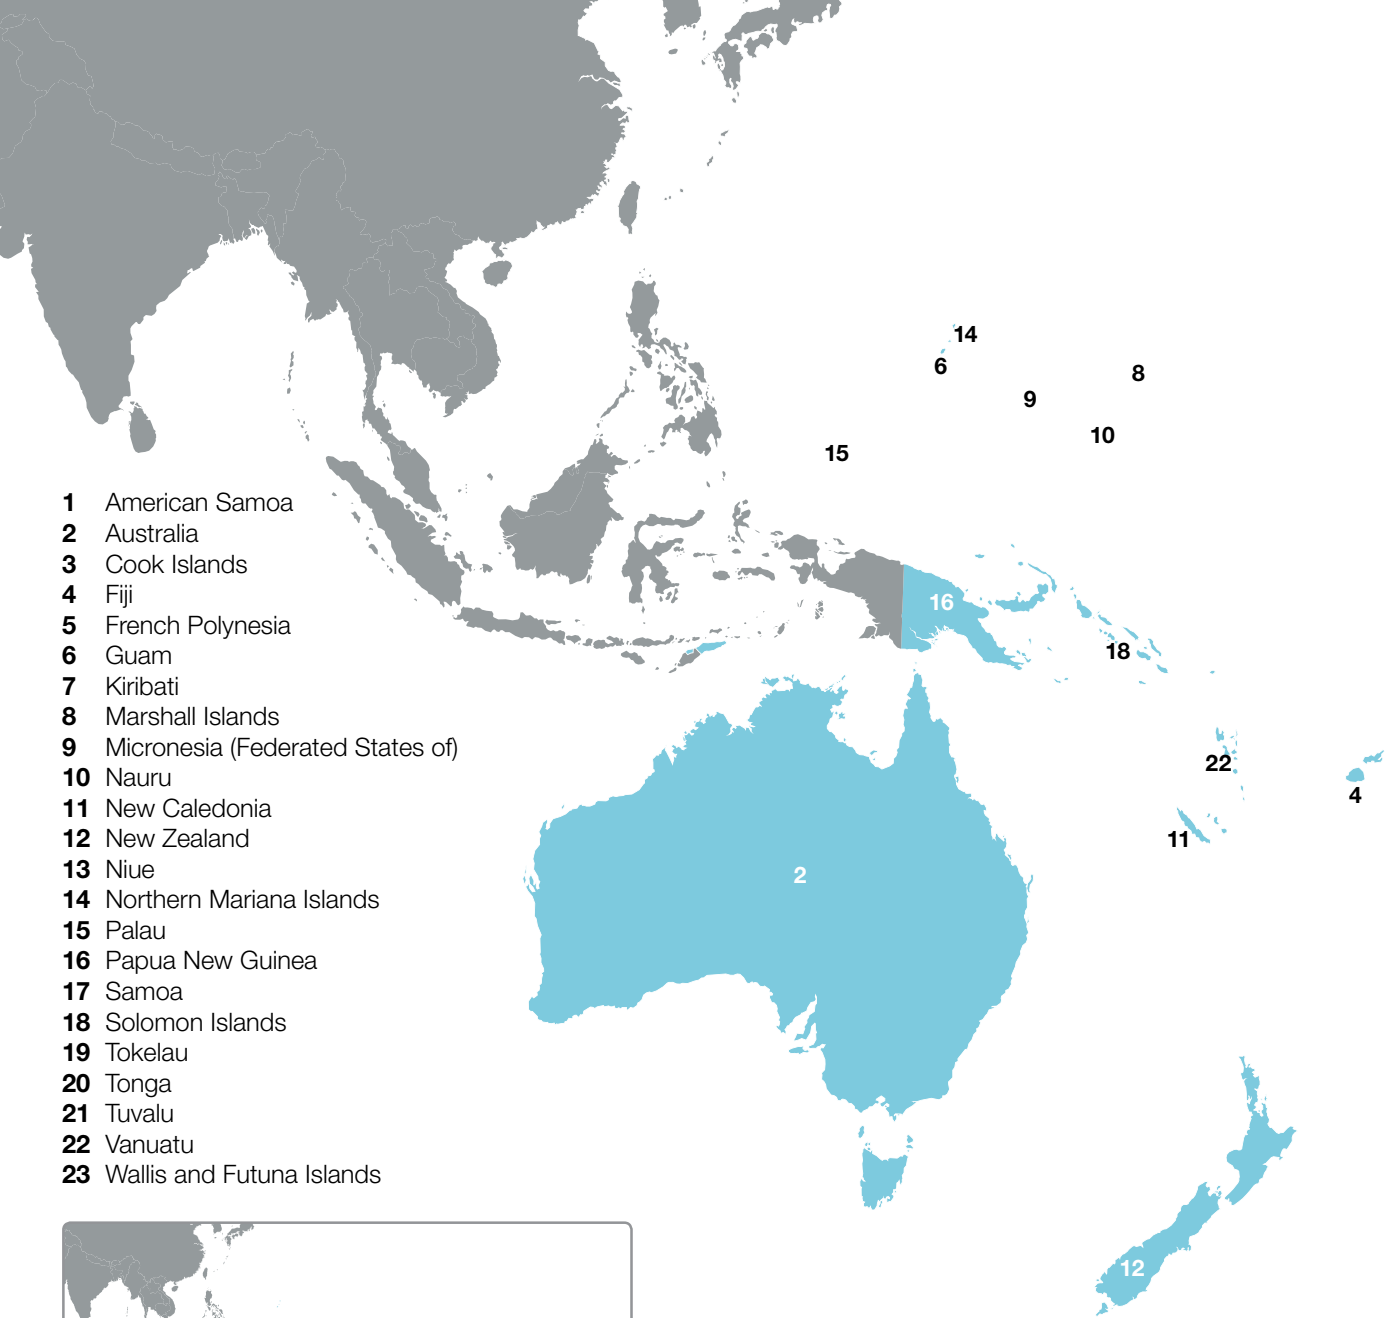 14
6
8
9
10
15
1 American Samoa
2 Australia
3 Cook Islands
4 Fiji
5 French Polynesia
6 Guam
7 Kiribati
8 Marshall Islands
9 Micronesia (Federated States of)
10 Nauru
11 New Caledonia
12 New Zealand
13 Niue
14 Northern Mariana Islands
15 Palau
16 Papua New Guinea
17 Samoa
18 Solomon Islands
19 Tokelau
20 Tonga
21 Tuvalu
22 Vanuatu
23 Wallis and Futuna Islands
16
18
22
4
11
2
12